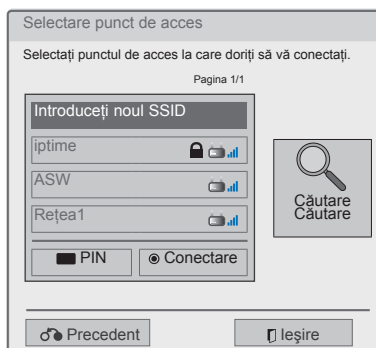 Selectare punct de acces
Selectați punctul de acces la care doriți să vă conectați.
Pagina 1/1
Introduceți noul SSID
iptime
ASW
Rețea1
Căutare
Căutare
PIN
Conectare
Precedent
Ieşire